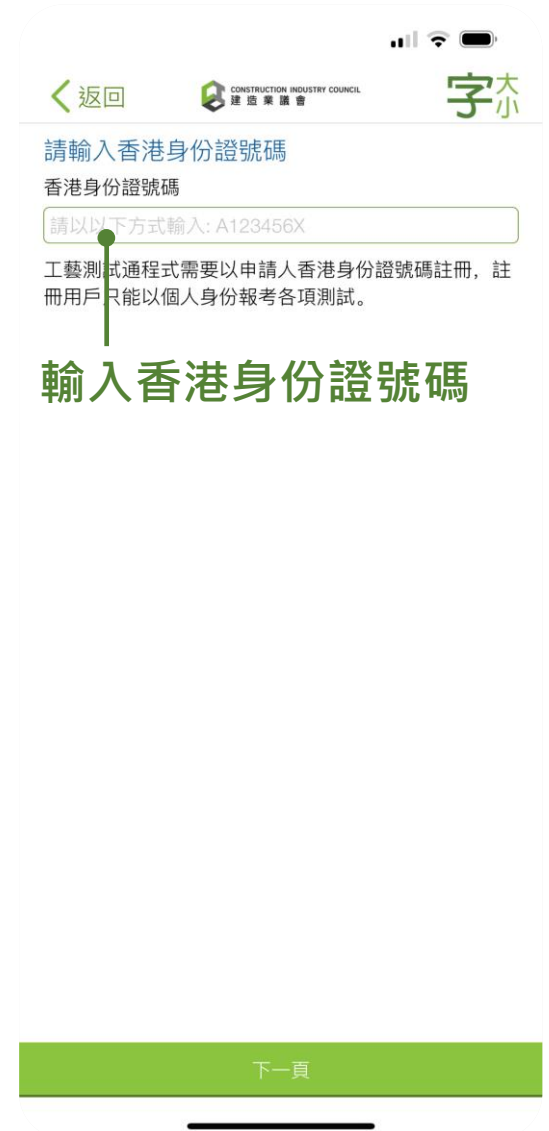 返回
CONSTRUCTION INDUSTRY COUNCIL
建造業議會
字大小
請輸入香港身份證號碼
香港身份證號碼
請以以下方式輸入: A123456X
工藝測試通程式需要以申請人香港身份證號碼註冊，註
冊用戶只能以個人身份報考各項測試。
輸入香港身份證號碼
下一頁